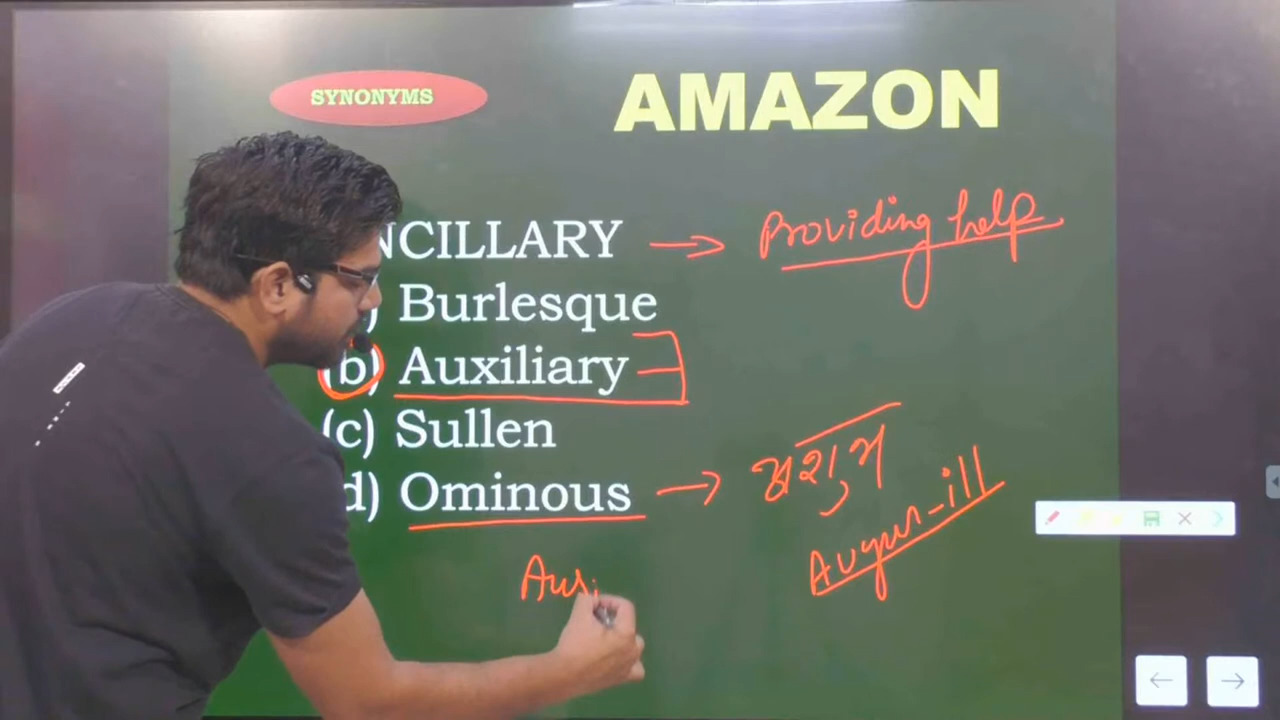 SYNONYMS
AMAZON
NCILLARY → Providing help
) Burlesque
(b) Auxiliary
(c) Sullen
d) Ominous → अशुभ
Augur-ill